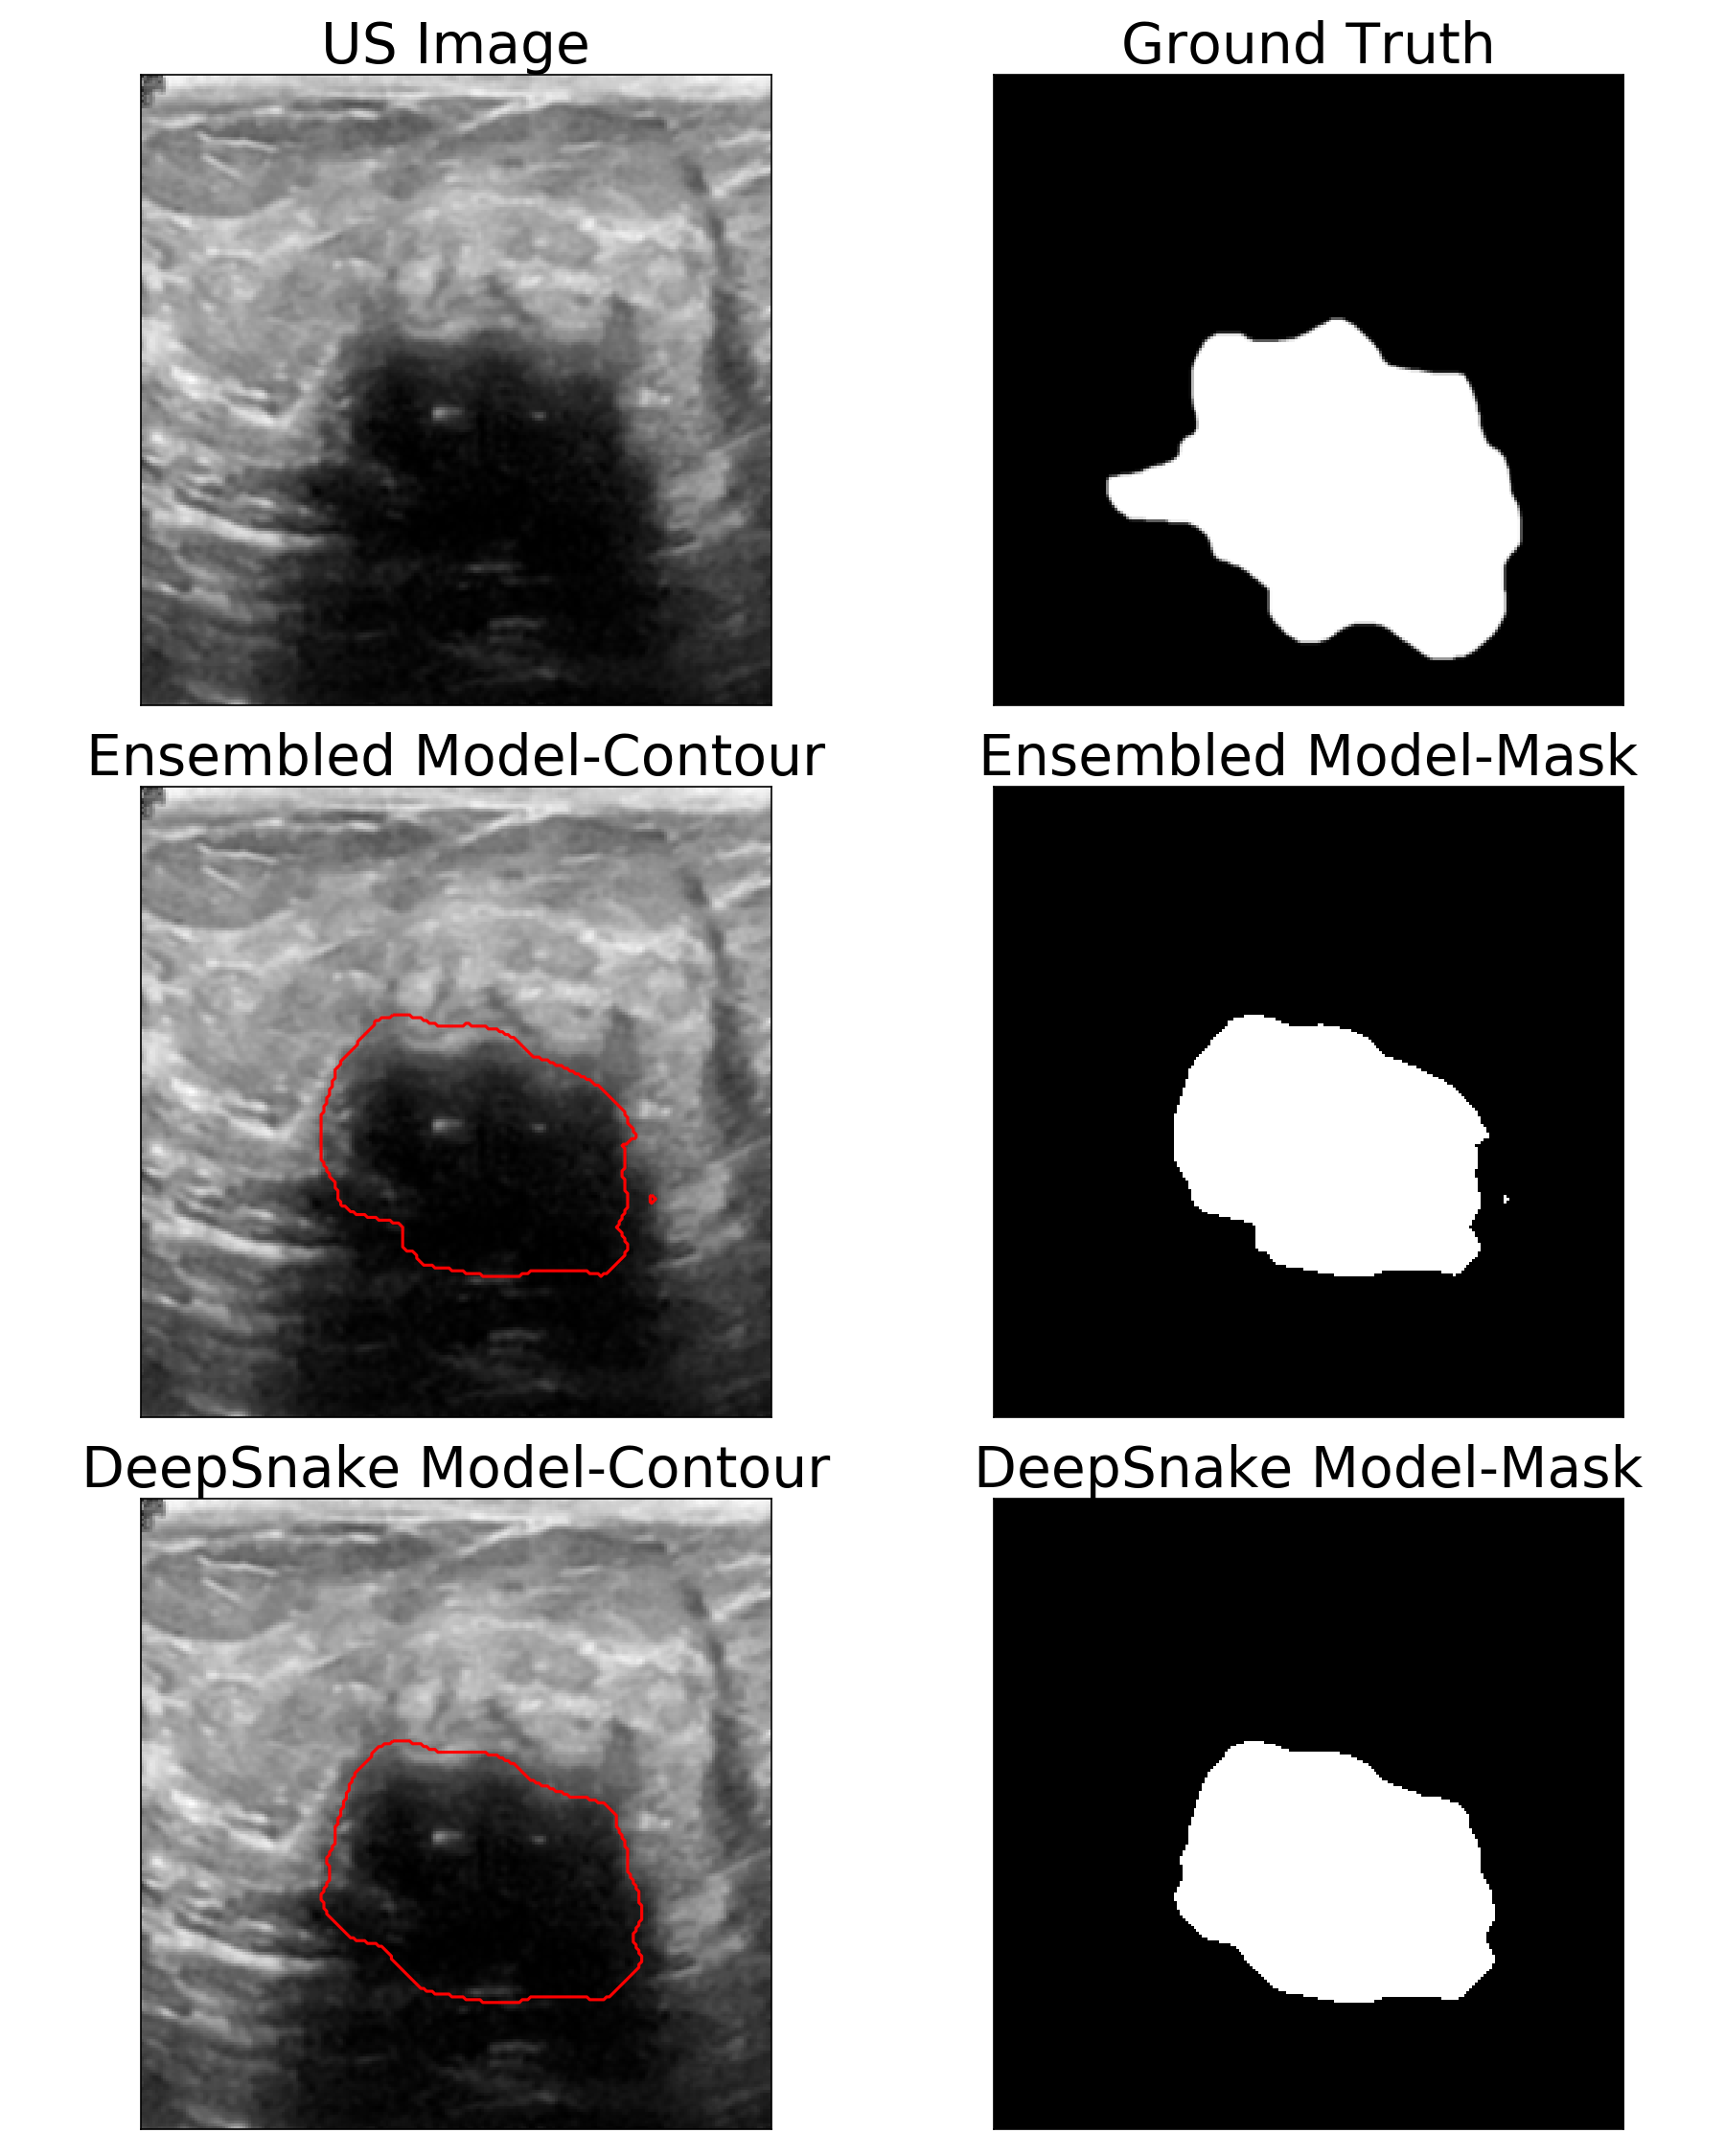 US Image
Ground Truth
Ensembled Model-Contour
Ensembled Model-Mask
DeepSnake Model-Contour
DeepSnake Model-Mask